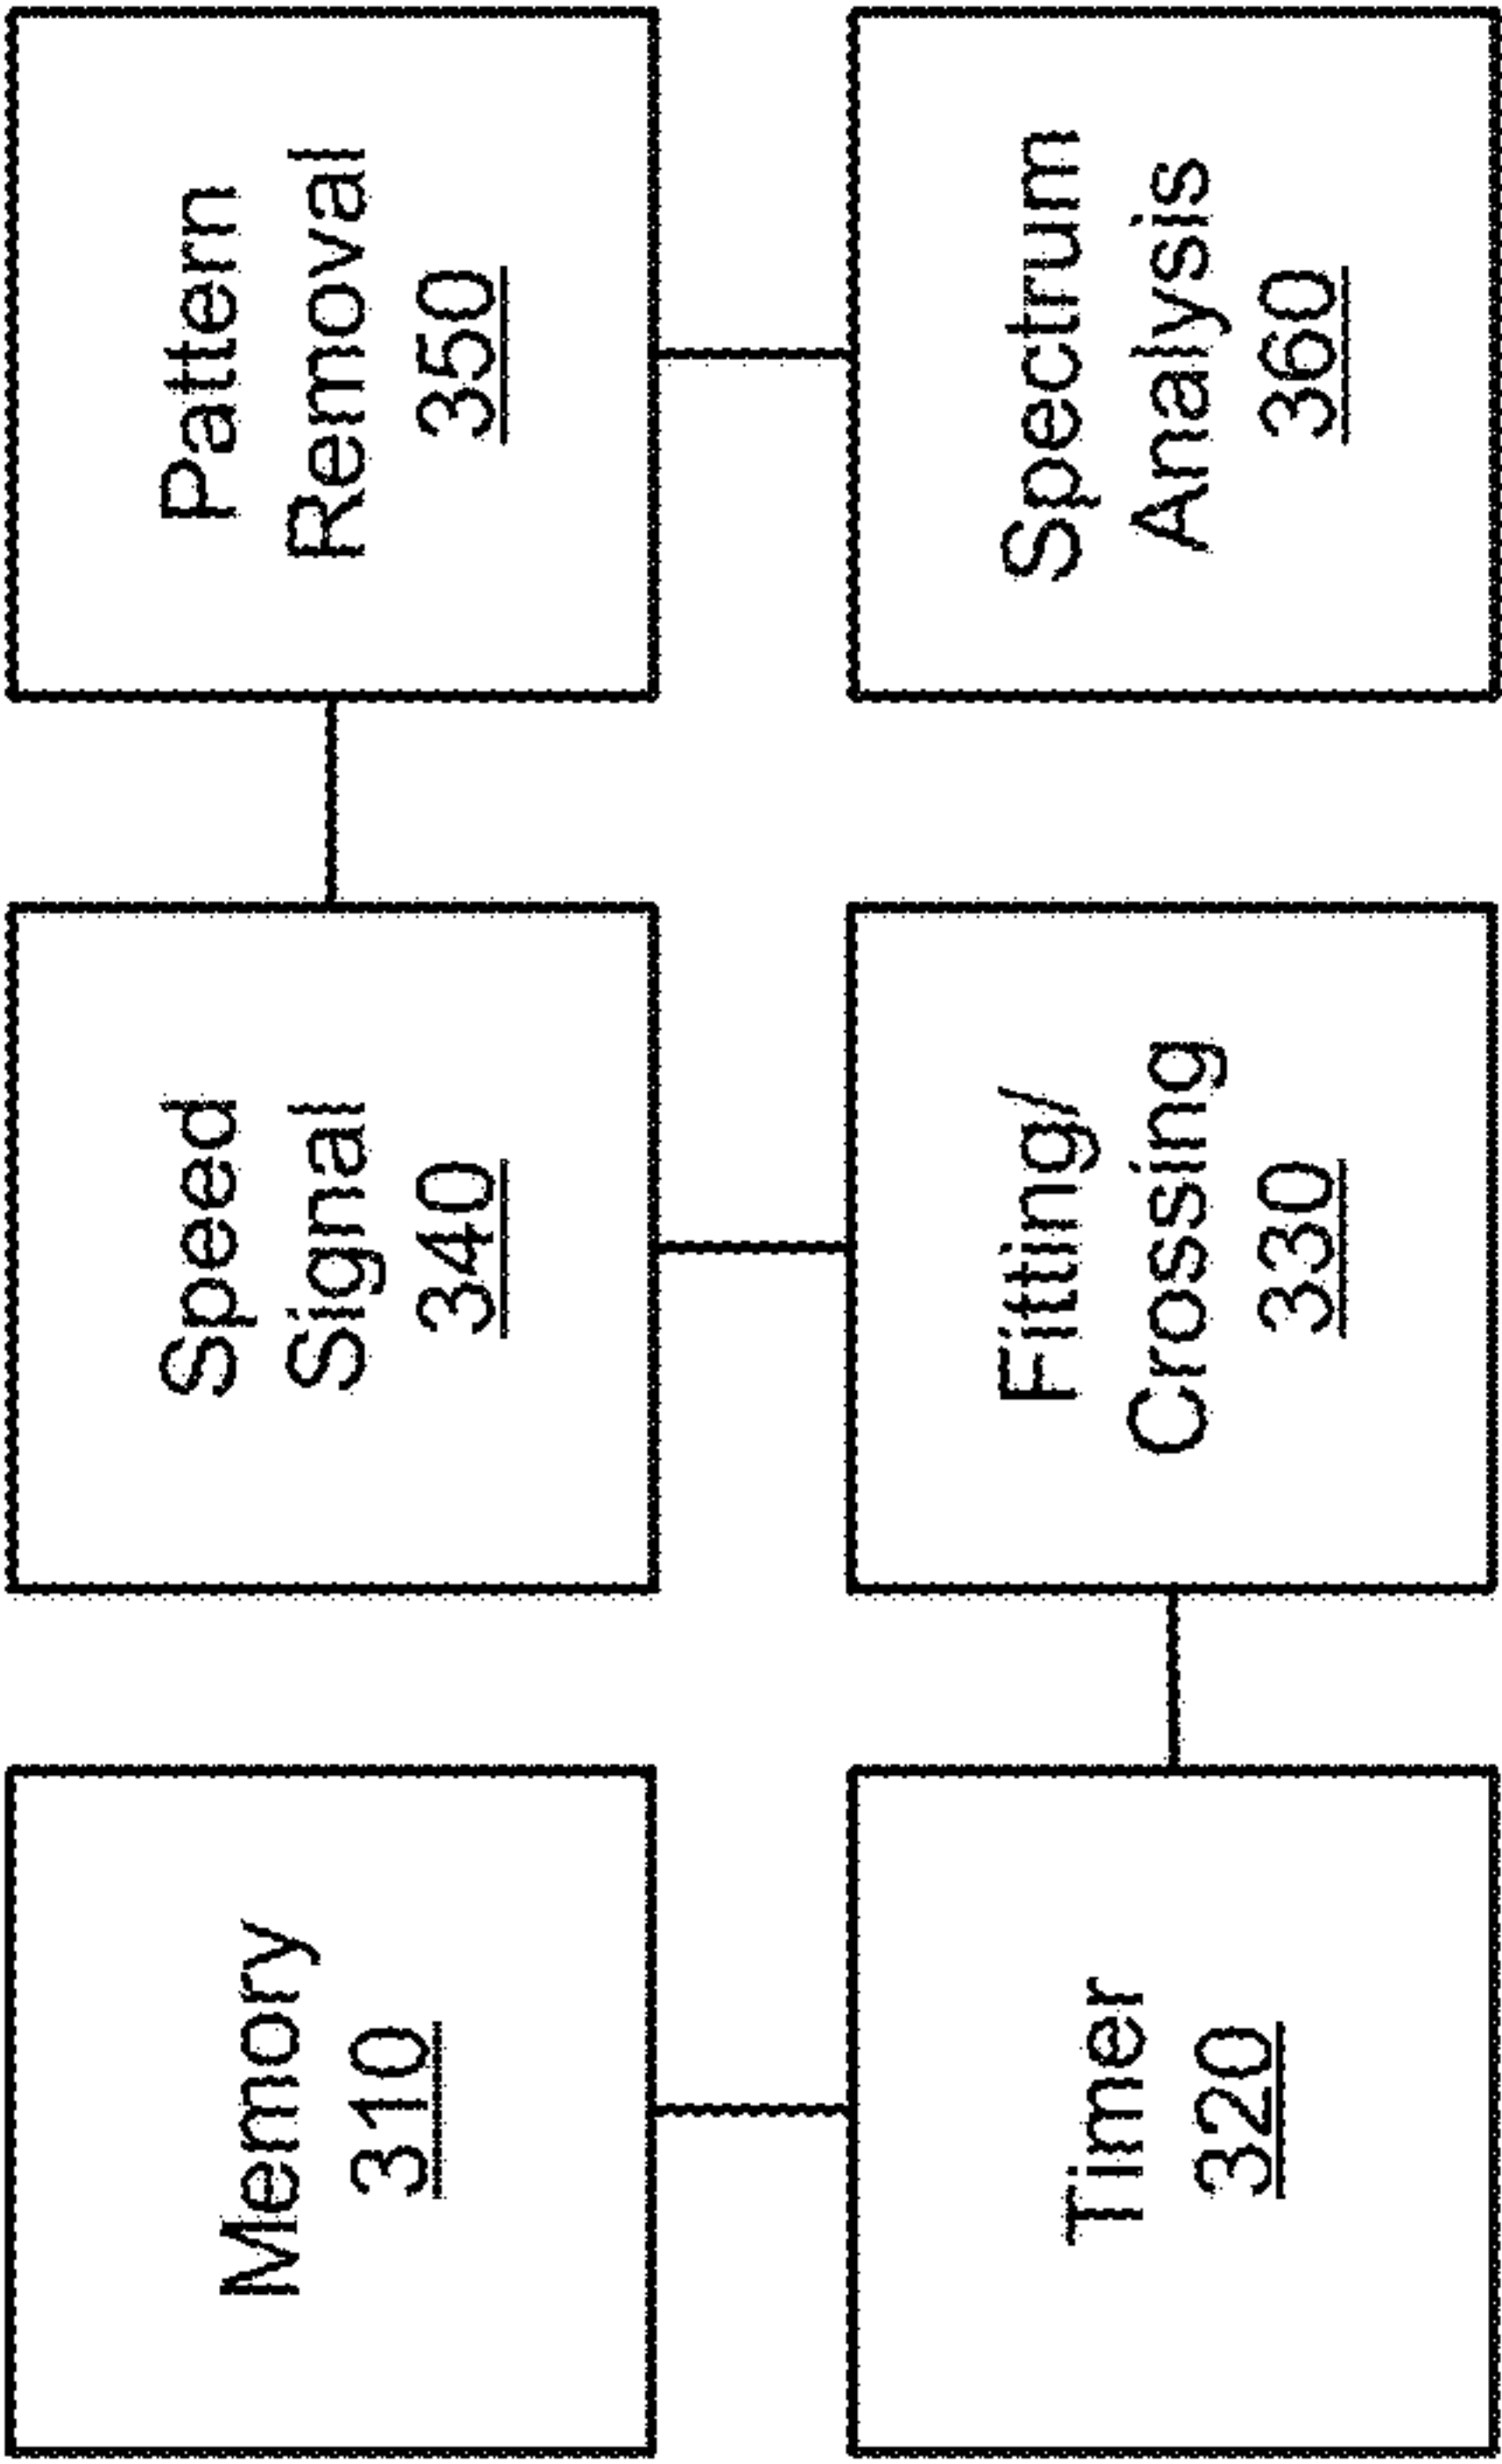 Memory
310
Timer
320
Fitting/
Crossing
330
Speed
Signal
340
Pattern
Removal
350
Spectrum
Analysis
360